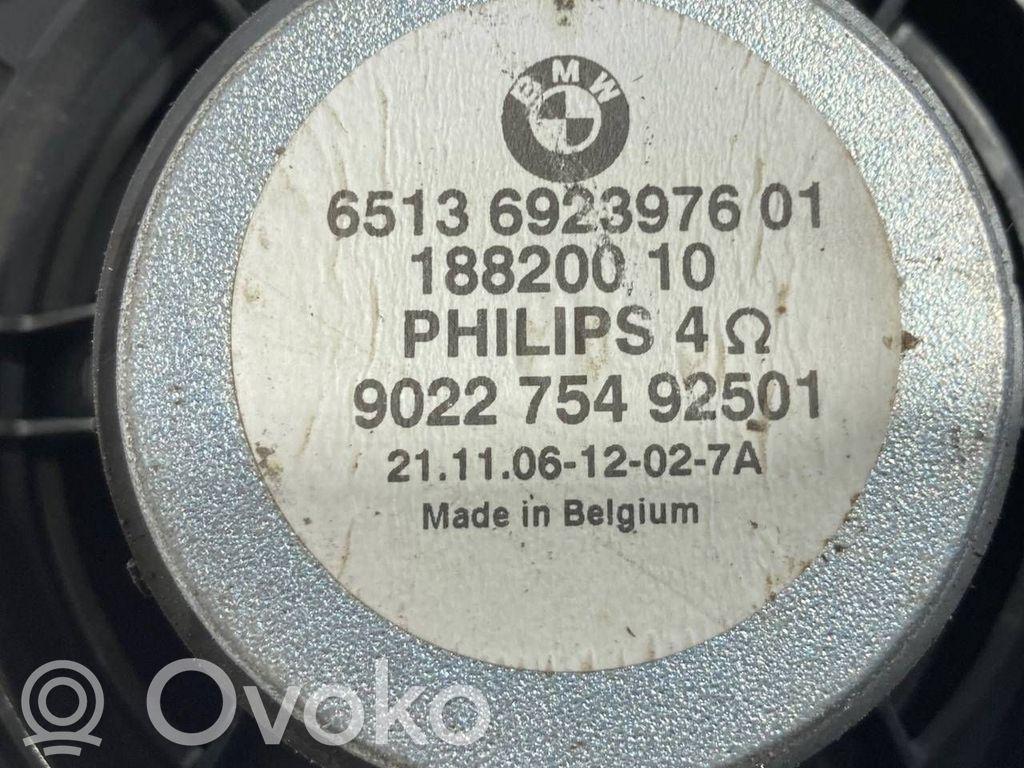 BMW
6513 6923976 01
188200 10
PHILIPS 4 Ω
9022 754 92501
21.11.06-12-02-7A
Made in Belgium
Ovoko